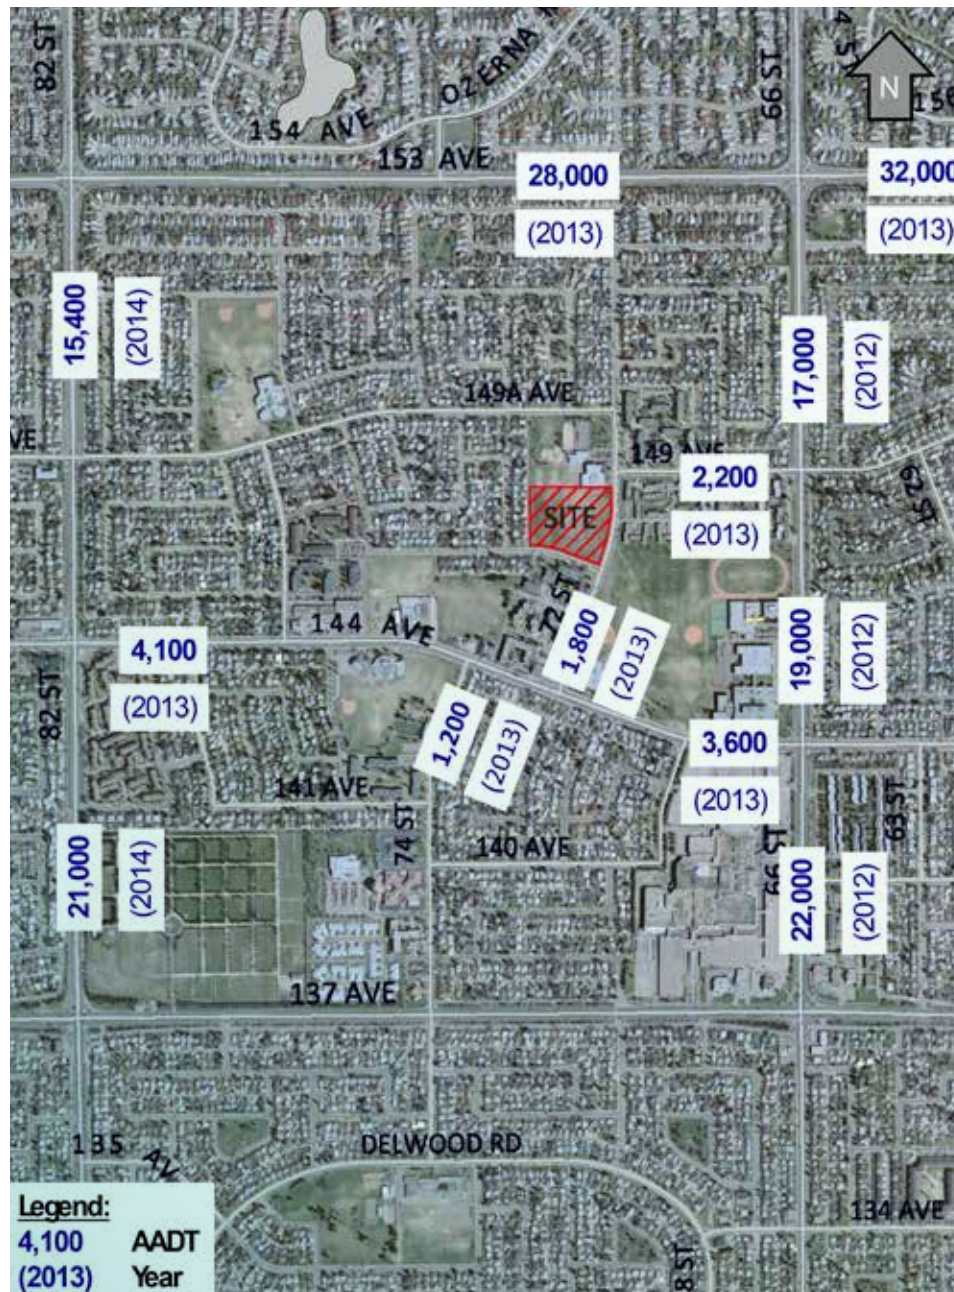 82 ST
OZERNA
66 ST
N
154 AVE
153 AVE
28,000
(2013)
32,000
(2013)
15,400
(2014)
17,000
(2012)
149A AVE
VE
149 AVE
2,200
(2013)
62 ST
SITE
72 ST
144 AVE
1,800
(2013)
4,100
(2013)
19,000
(2012)
82 ST
1,200
(2013)
3,600
(2013)
141 AVE
74 ST
140 AVE
66 ST
63 ST
21,000
(2014)
22,000
(2012)
137 AVE
DELWOOD RD
135 AV
134 AVE
8 ST
Legend:
4,100 AADT
(2013) Year